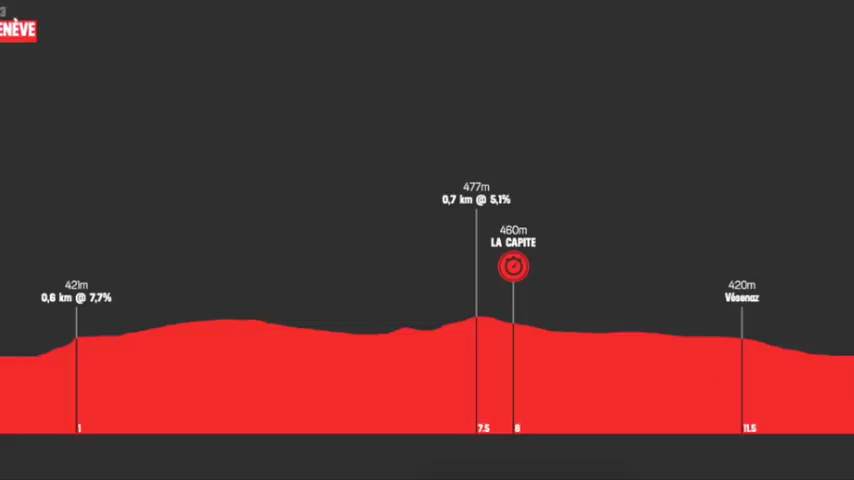 3
ENÈVE
477m
0,7 km @ 5,1%
460m
LA CAPITE
421m
0,6 km @ 7,7%
420m
Vésenaz
1
7.5
8
11.5